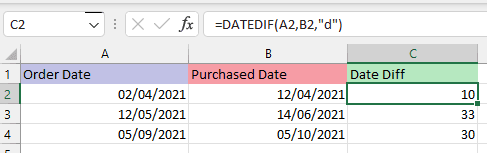 C2 fx =DATEDIF(A2,B2,"d")
A B C
1 Order Date Purchased Date Date Diff
2 02/04/2021 12/04/2021 10
3 12/05/2021 14/06/2021 33
4 05/09/2021 05/10/2021 30